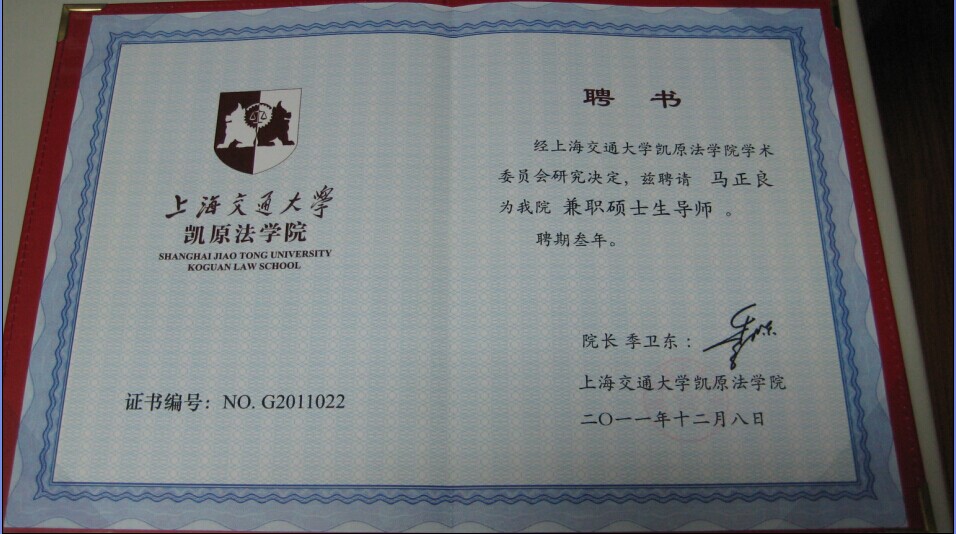 上海交通大学
凯原法学院
SHANGHAI JIAO TONG UNIVERSITY
KOGUAN LAW SCHOOL
证书编号：NO. G2011022
聘 书
经上海交通大学凯原法学院学术
委员会研究决定，兹聘请 马正良
为我院 兼职硕士生导师 。
聘期叁年。
院长 季卫东：
上海交通大学凯原法学院
二〇一一年十二月八日